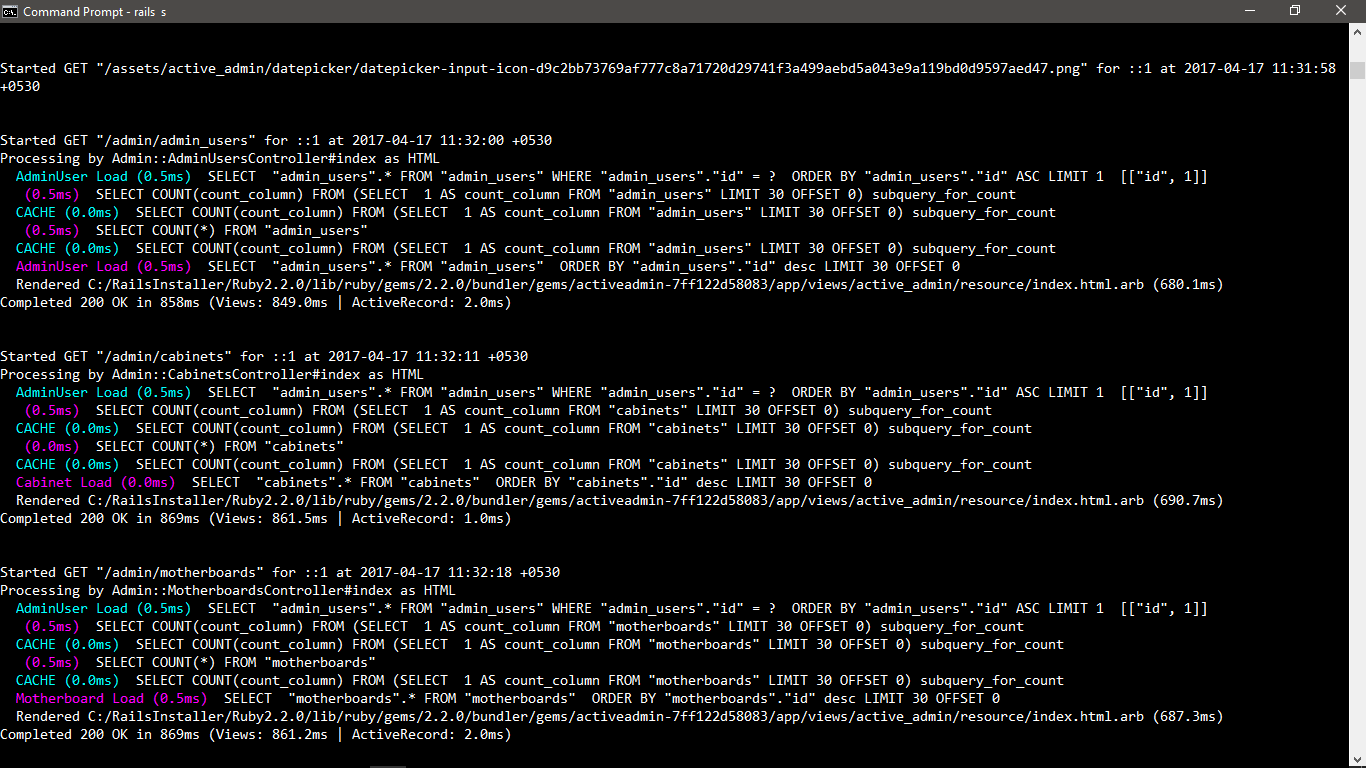 Command Prompt - rails  s
Started GET "/assets/active_admin/datepicker/datepicker-input-icon-d9c2bb73769af777c8a71720d29741f3a499aebd5a043e9a119bd0d9597aed47.png" for ::1 at 2017-04-17 11:31:58
+0530
Started GET "/admin/admin_users" for ::1 at 2017-04-17 11:32:00 +0530
Processing by Admin::AdminUsersController#index as HTML
AdminUser Load (0.5ms)  SELECT  "admin_users".* FROM "admin_users" WHERE "admin_users"."id" = ?  ORDER BY "admin_users"."id" ASC LIMIT 1  [["id", 1]]
(0.5ms)  SELECT COUNT(count_column) FROM (SELECT  1 AS count_column FROM "admin_users" LIMIT 30 OFFSET 0) subquery_for_count
CACHE (0.0ms)  SELECT COUNT(count_column) FROM (SELECT  1 AS count_column FROM "admin_users" LIMIT 30 OFFSET 0) subquery_for_count
(0.5ms)  SELECT COUNT(*) FROM "admin_users"
CACHE (0.0ms)  SELECT COUNT(count_column) FROM (SELECT  1 AS count_column FROM "admin_users" LIMIT 30 OFFSET 0) subquery_for_count
AdminUser Load (0.5ms)  SELECT  "admin_users".* FROM "admin_users"  ORDER BY "admin_users"."id" desc LIMIT 30 OFFSET 0
Rendered C:/RailsInstaller/Ruby2.2.0/lib/ruby/gems/2.2.0/bundler/gems/activeadmin-7ff122d58083/app/views/active_admin/resource/index.html.arb (680.1ms)
Completed 200 OK in 858ms (Views: 849.0ms | ActiveRecord: 2.0ms)
Started GET "/admin/cabinets" for ::1 at 2017-04-17 11:32:11 +0530
Processing by Admin::CabinetsController#index as HTML
AdminUser Load (0.5ms)  SELECT  "admin_users".* FROM "admin_users" WHERE "admin_users"."id" = ?  ORDER BY "admin_users"."id" ASC LIMIT 1  [["id", 1]]
(0.5ms)  SELECT COUNT(count_column) FROM (SELECT  1 AS count_column FROM "cabinets" LIMIT 30 OFFSET 0) subquery_for_count
CACHE (0.0ms)  SELECT COUNT(count_column) FROM (SELECT  1 AS count_column FROM "cabinets" LIMIT 30 OFFSET 0) subquery_for_count
(0.0ms)  SELECT COUNT(*) FROM "cabinets"
CACHE (0.0ms)  SELECT COUNT(count_column) FROM (SELECT  1 AS count_column FROM "cabinets" LIMIT 30 OFFSET 0) subquery_for_count
Cabinet Load (0.0ms)  SELECT  "cabinets".* FROM "cabinets"  ORDER BY "cabinets"."id" desc LIMIT 30 OFFSET 0
Rendered C:/RailsInstaller/Ruby2.2.0/lib/ruby/gems/2.2.0/bundler/gems/activeadmin-7ff122d58083/app/views/active_admin/resource/index.html.arb (690.7ms)
Completed 200 OK in 869ms (Views: 861.5ms | ActiveRecord: 1.0ms)
Started GET "/admin/motherboards" for ::1 at 2017-04-17 11:32:18 +0530
Processing by Admin::MotherboardsController#index as HTML
AdminUser Load (0.5ms)  SELECT  "admin_users".* FROM "admin_users" WHERE "admin_users"."id" = ?  ORDER BY "admin_users"."id" ASC LIMIT 1  [["id", 1]]
(0.5ms)  SELECT COUNT(count_column) FROM (SELECT  1 AS count_column FROM "motherboards" LIMIT 30 OFFSET 0) subquery_for_count
CACHE (0.0ms)  SELECT COUNT(count_column) FROM (SELECT  1 AS count_column FROM "motherboards" LIMIT 30 OFFSET 0) subquery_for_count
(0.5ms)  SELECT COUNT(*) FROM "motherboards"
CACHE (0.0ms)  SELECT COUNT(count_column) FROM (SELECT  1 AS count_column FROM "motherboards" LIMIT 30 OFFSET 0) subquery_for_count
Motherboard Load (0.5ms)  SELECT  "motherboards".* FROM "motherboards"  ORDER BY "motherboards"."id" desc LIMIT 30 OFFSET 0
Rendered C:/RailsInstaller/Ruby2.2.0/lib/ruby/gems/2.2.0/bundler/gems/activeadmin-7ff122d58083/app/views/active_admin/resource/index.html.arb (687.3ms)
Completed 200 OK in 869ms (Views: 861.2ms | ActiveRecord: 2.0ms)